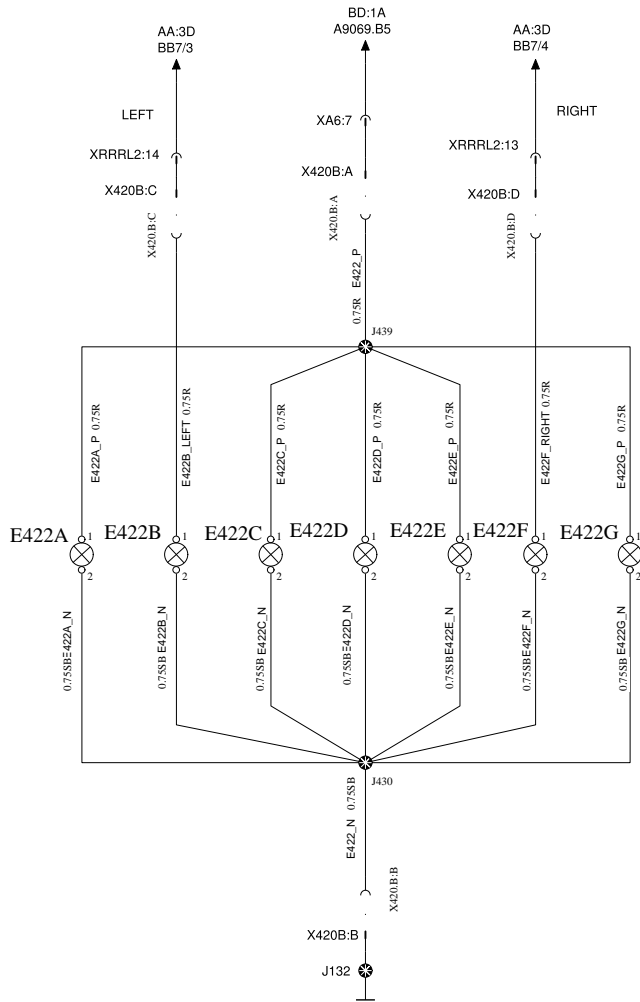 BD:1A
A9069.B5
AA:3D
BB7/3
AA:3D
BB7/4
LEFT
XA6:7
RIGHT
XRRRL2:14
XRRRL2:13
X420B:A
X420B:C
X420B:D
X420.B:C
X420.B:A
X420.B:D
0.75R E422_P
J439
E422A_P 0.75R
E422B_LEFT 0.75R
E422C_P 0.75R
E422D_P 0.75R
E422E_P 0.75R
E422F_RIGHT 0.75R
E422G_P 0.75R
E422A 1
E422B 1
E422C 1
E422D 1
E422E 1
E422F 1
E422G 1
2
2
2
2
2
2
2
0.75SB E422A_N
0.75SB E422B_N
0.75SB E422C_N
0.75SB E422D_N
0.75SB E422E_N
0.75SB E422F_N
0.75SB E422G_N
J430
E422_N 0.75SB
X420.B:B
X420B:B
J132